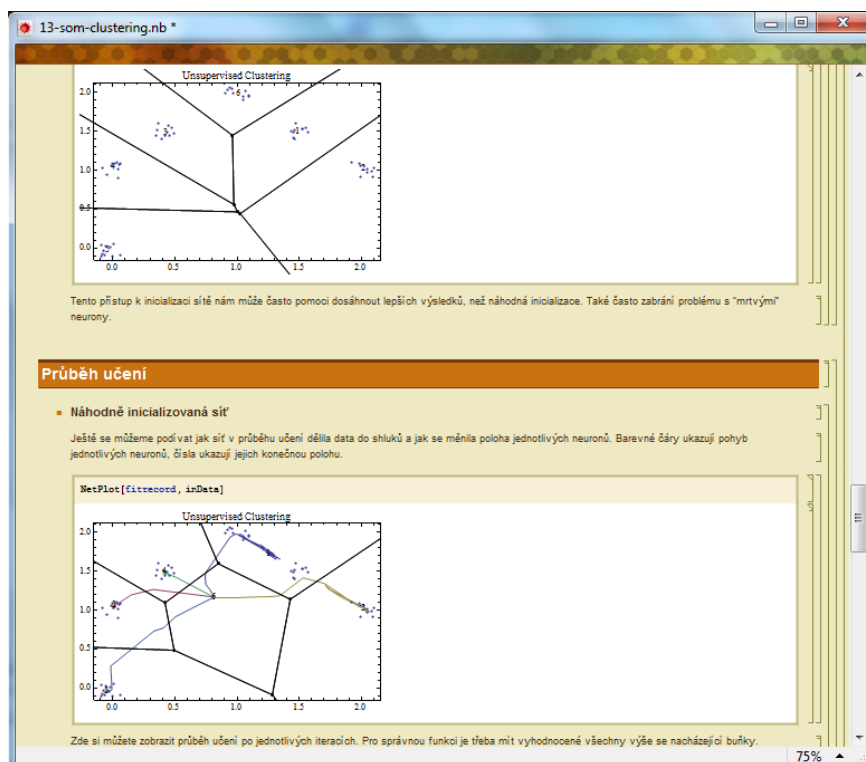 13-som-clustering.nb *
Unsupervised Clustering
2.0
1.5
1.0
0.5
0.0
0.0 0.5 1.0 1.5 2.0
Tento přístup k inicializaci sítě nám může často pomoci dosáhnout lepších výsledků, než náhodná inicializace. Také často zabrání problému s "mrtvými"
neurony.
Průběh učení
Náhodně inicializovaná síť
Ještě se můžeme podívat jak síť v průběhu učení dělila data do shluků a jak se měnila poloha jednotlivých neuronů. Barevné čáry ukazují pohyb
jednotlivých neuronů, čísla ukazují jejich konečnou polohu.
NetPlot[fitrecord, inData]
Unsupervised Clustering
2.0
1.5
1.0
0.5
0.0
0.0 0.5 1.0 1.5 2.0
Zde si můžete zobrazit průběh učení po jednotlivých iteracích. Pro správnou funkci je třeba mít vyhodnocené všechny výše se nacházející buňky.
75%